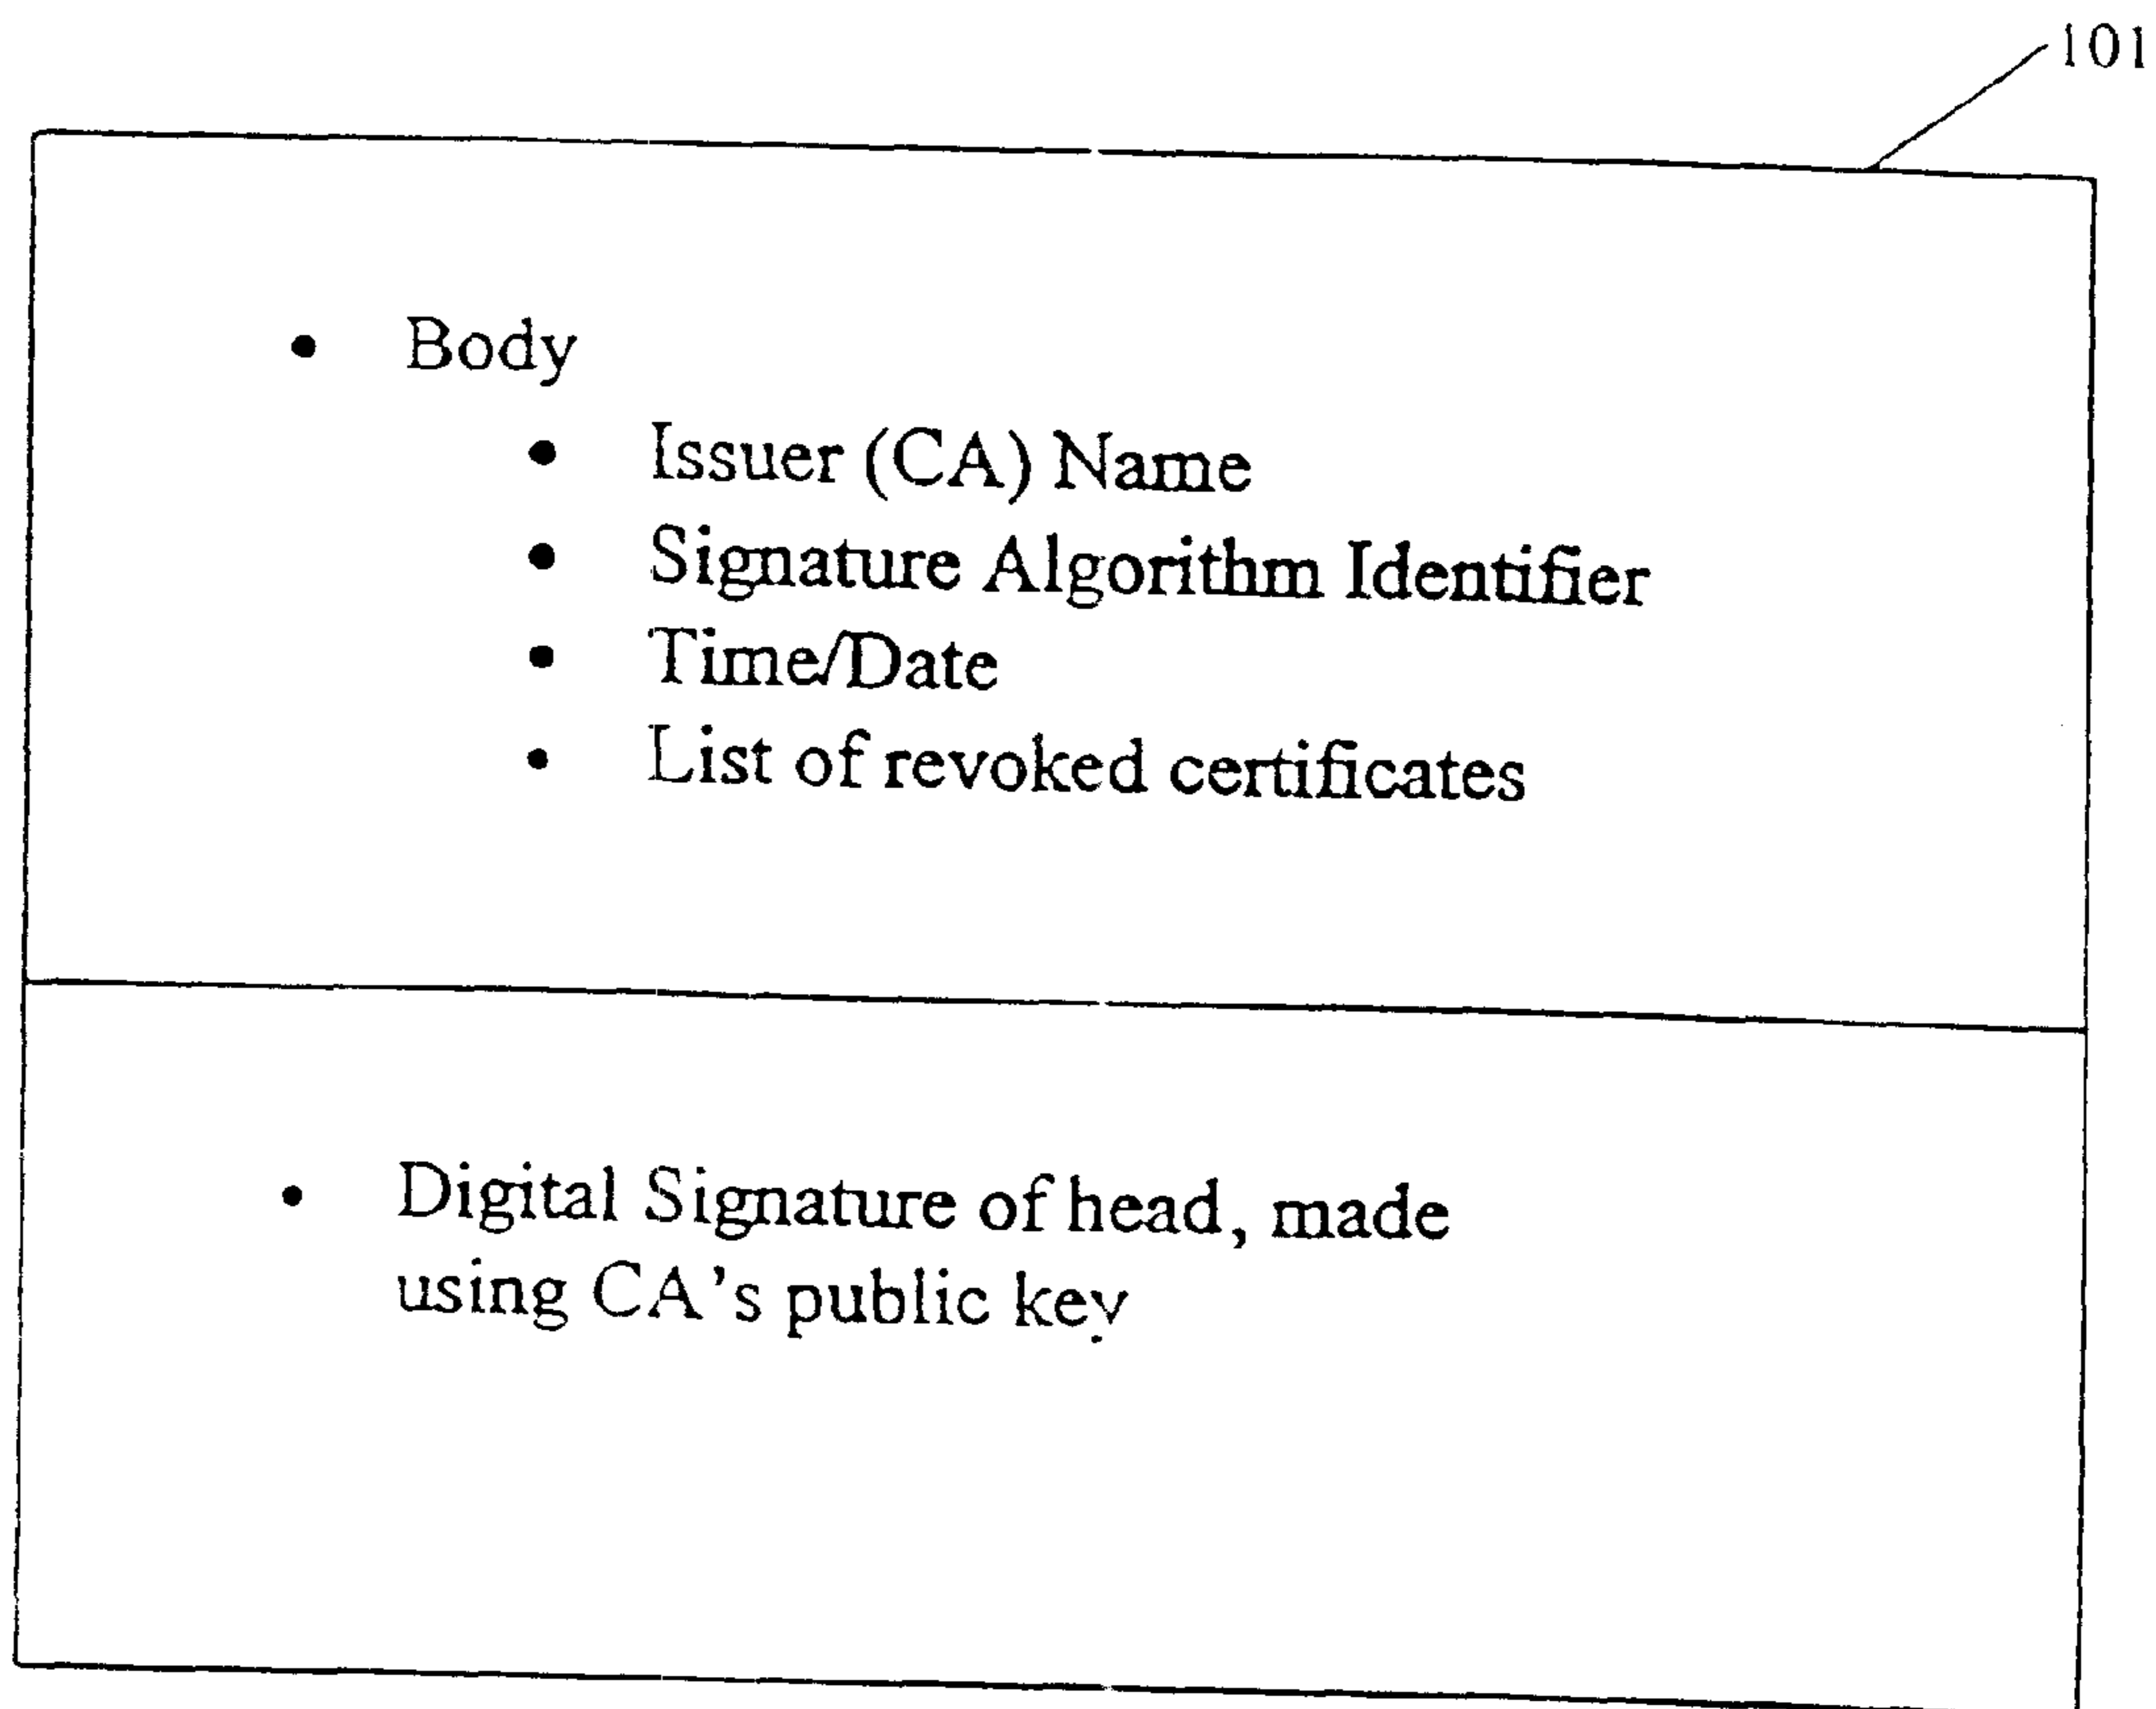 101
• Body
• Issuer (CA) Name
• Signature Algorithm Identifier
• Time/Date
• List of revoked certificates
• Digital Signature of head, made
using CA's public key